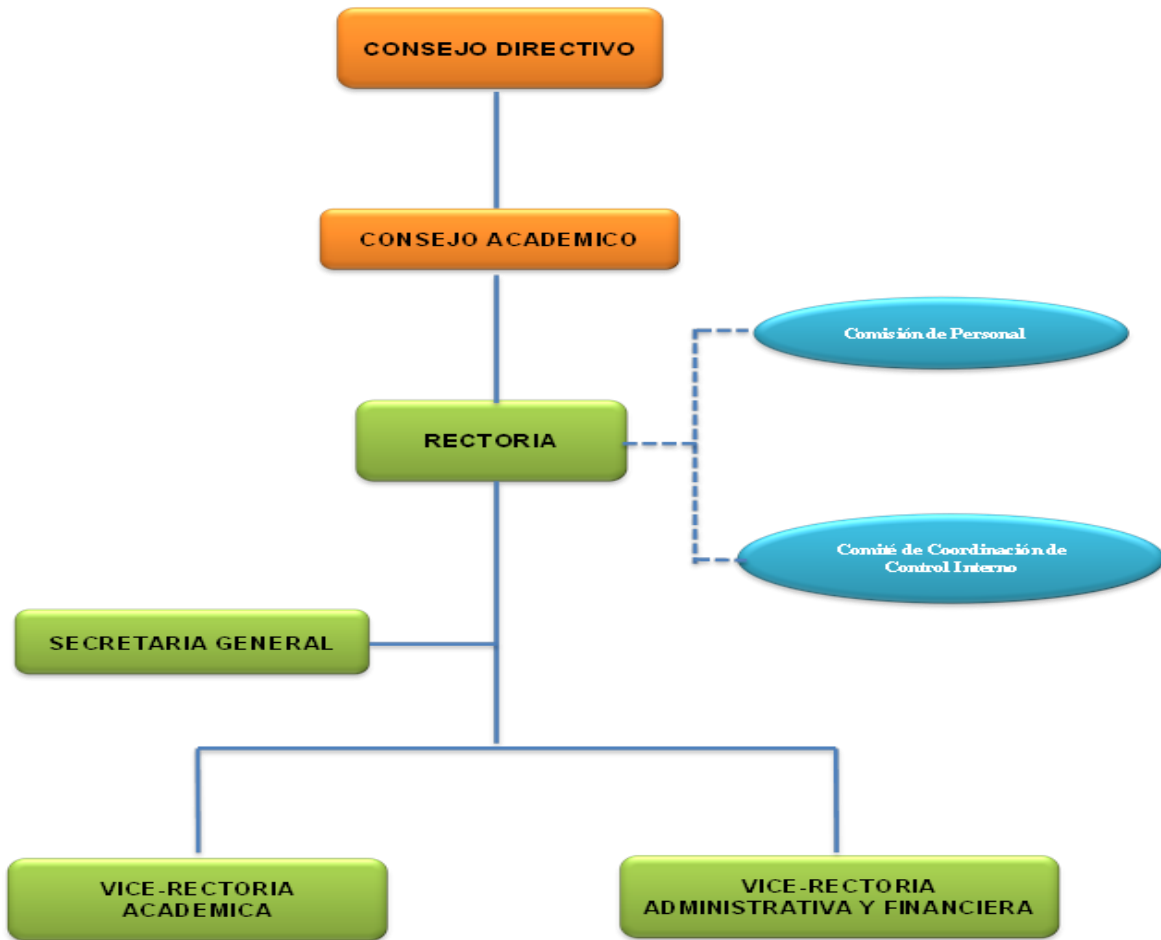 CONSEJO DIRECTIVO
CONSEJO ACADEMICO
Comisión de Personal
RECTORIA
Comité de Coordinación de
Control Interno
SECRETARIA GENERAL
VICE-RECTORIA
ACADEMICA
VICE-RECTORIA
ADMINISTRATIVA Y FINANCIERA